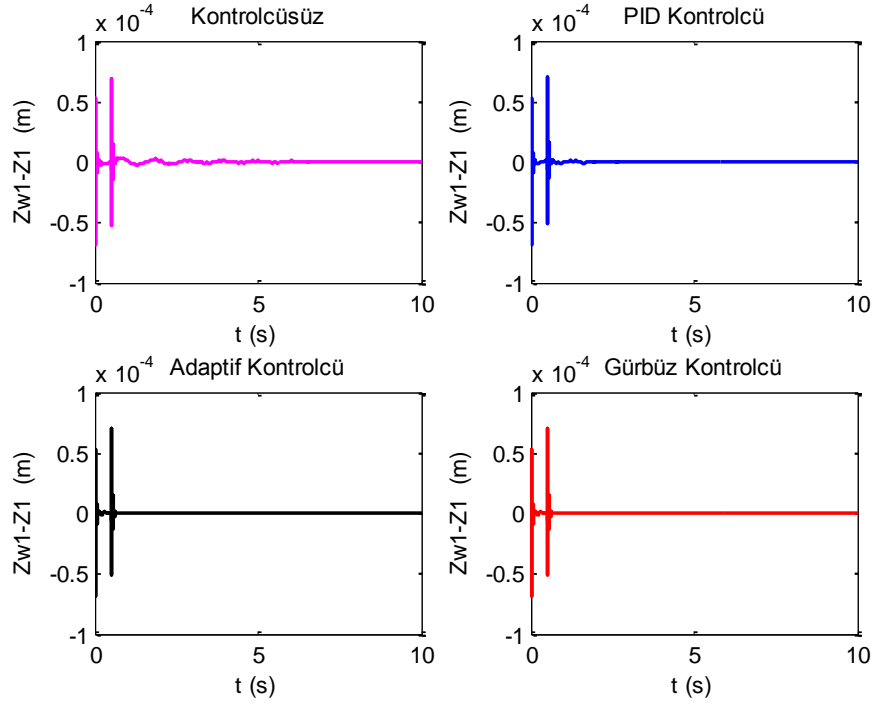 x 10^-4 Kontrolcüsüz
1
0.5
0
-0.5
-1
Zw1-Z1 (m)
0 5 10
t (s)
x 10^-4 PID Kontrolcü
1
0.5
0
-0.5
-1
Zw1-Z1 (m)
0 5 10
t (s)
x 10^-4 Adaptif Kontrolcü
1
0.5
0
-0.5
-1
Zw1-Z1 (m)
0 5 10
t (s)
x 10^-4 Gürbüz Kontrolcü
1
0.5
0
-0.5
-1
Zw1-Z1 (m)
0 5 10
t (s)